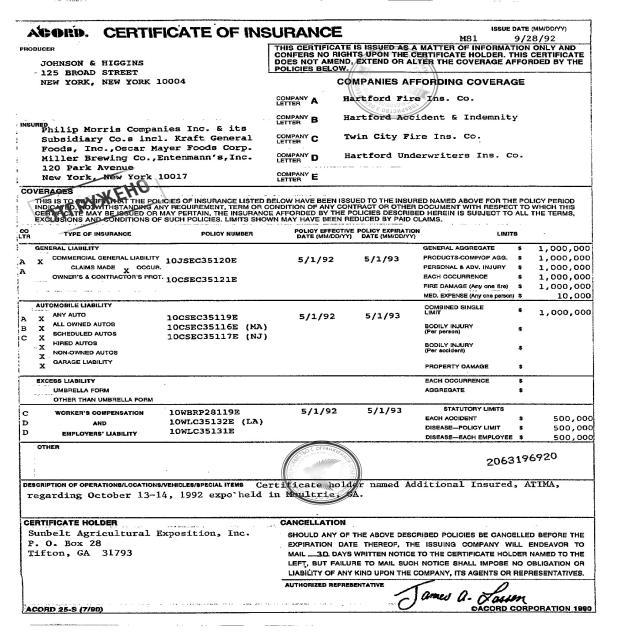 ACORD. CERTIFICATE OF INSURANCE
M81
ISSUE DATE (MM/DD/YY)
9/28/92
PRODUCER
JOHNSON & HIGGINS
125 BROAD STREET
NEW YORK, NEW YORK 10004
THIS CERTIFICATE IS ISSUED AS A MATTER OF INFORMATION ONLY AND
CONFERS NO RIGHTS UPON THE CERTIFICATE HOLDER. THIS CERTIFICATE
DOES NOT AMEND, EXTEND OR ALTER THE COVERAGE AFFORDED BY THE
POLICIES BELOW.
COMPANIES AFFORDING COVERAGE
COMPANY LETTER A Hartford Fire Ins. Co.
COMPANY LETTER B Hartford Accident & Indemnity
COMPANY LETTER C Twin City Fire Ins. Co.
COMPANY LETTER D Hartford Underwriters Ins. Co.
COMPANY LETTER E
INSURED
Philip Morris Companies Inc. & its
Subsidiary Co.s incl. Kraft General
Foods, Inc., Oscar Mayer Foods Corp.
Miller Brewing Co., Entenmann's, Inc.
120 Park Avenue
New York, New York 10017
COVERAGES
THIS IS TO CERTIFY THAT THE POLICIES OF INSURANCE LISTED BELOW HAVE BEEN ISSUED TO THE INSURED NAMED ABOVE FOR THE POLICY PERIOD
INDICATED, NOTWITHSTANDING ANY REQUIREMENT, TERM OR CONDITION OF ANY CONTRACT OR OTHER DOCUMENT WITH RESPECT TO WHICH THIS
CERTIFICATE MAY BE ISSUED OR MAY PERTAIN, THE INSURANCE AFFORDED BY THE POLICIES DESCRIBED HEREIN IS SUBJECT TO ALL THE TERMS,
EXCLUSIONS AND CONDITIONS OF SUCH POLICIES. LIMITS SHOWN MAY HAVE BEEN REDUCED BY PAID CLAIMS.
CO LTR TYPE OF INSURANCE POLICY NUMBER POLICY EFFECTIVE DATE (MM/DD/YY) POLICY EXPIRATION DATE (MM/DD/YY) LIMITS
GENERAL LIABILITY GENERAL AGGREGATE $ 1,000,000
A X COMMERCIAL GENERAL LIABILITY 10JSEC35120E 5/1/92 5/1/93 PRODUCTS-COMP/OP AGG. $ 1,000,000
CLAIMS MADE X OCCUR. PERSONAL & ADV. INJURY $ 1,000,000
A OWNER'S & CONTRACTOR'S PROT. 10CSEC35121E EACH OCCURRENCE $ 1,000,000
FIRE DAMAGE (Any one fire) $ 1,000,000
MED. EXPENSE (Any one person) $ 10,000
AUTOMOBILE LIABILITY
A X ANY AUTO 10CSEC35119E 5/1/92 5/1/93 COMBINED SINGLE LIMIT $ 1,000,000
B X ALL OWNED AUTOS 10CSEC35116E (MA)
C X SCHEDULED AUTOS 10CSEC35117E (NJ) BODILY INJURY (Per person) $
X HIRED AUTOS
X NON-OWNED AUTOS BODILY INJURY (Per accident) $
X GARAGE LIABILITY
PROPERTY DAMAGE $
EXCESS LIABILITY EACH OCCURRENCE $
UMBRELLA FORM AGGREGATE $
OTHER THAN UMBRELLA FORM
C WORKER'S COMPENSATION 10WBRP28119E 5/1/92 5/1/93 STATUTORY LIMITS
D AND 10WLC35132E (LA) EACH ACCIDENT $ 500,000
D EMPLOYERS' LIABILITY 10WLC35131E DISEASE—POLICY LIMIT $ 500,000
DISEASE—EACH EMPLOYEE $ 500,000
OTHER
2063196920
DESCRIPTION OF OPERATIONS/LOCATIONS/VEHICLES/SPECIAL ITEMS Certificate holder named Additional Insured, ATIMA,
regarding October 13-14, 1992 expo held in Moultrie, GA.
CERTIFICATE HOLDER
Sunbelt Agricultural Exposition, Inc.
P. O. Box 28
Tifton, GA 31793
CANCELLATION
SHOULD ANY OF THE ABOVE DESCRIBED POLICIES BE CANCELLED BEFORE THE
EXPIRATION DATE THEREOF, THE ISSUING COMPANY WILL ENDEAVOR TO
MAIL 30 DAYS WRITTEN NOTICE TO THE CERTIFICATE HOLDER NAMED TO THE
LEFT, BUT FAILURE TO MAIL SUCH NOTICE SHALL IMPOSE NO OBLIGATION OR
LIABILITY OF ANY KIND UPON THE COMPANY, ITS AGENTS OR REPRESENTATIVES.
AUTHORIZED REPRESENTATIVE
James A. Lassen
ACORD 25-S (7/90)
©ACORD CORPORATION 1990